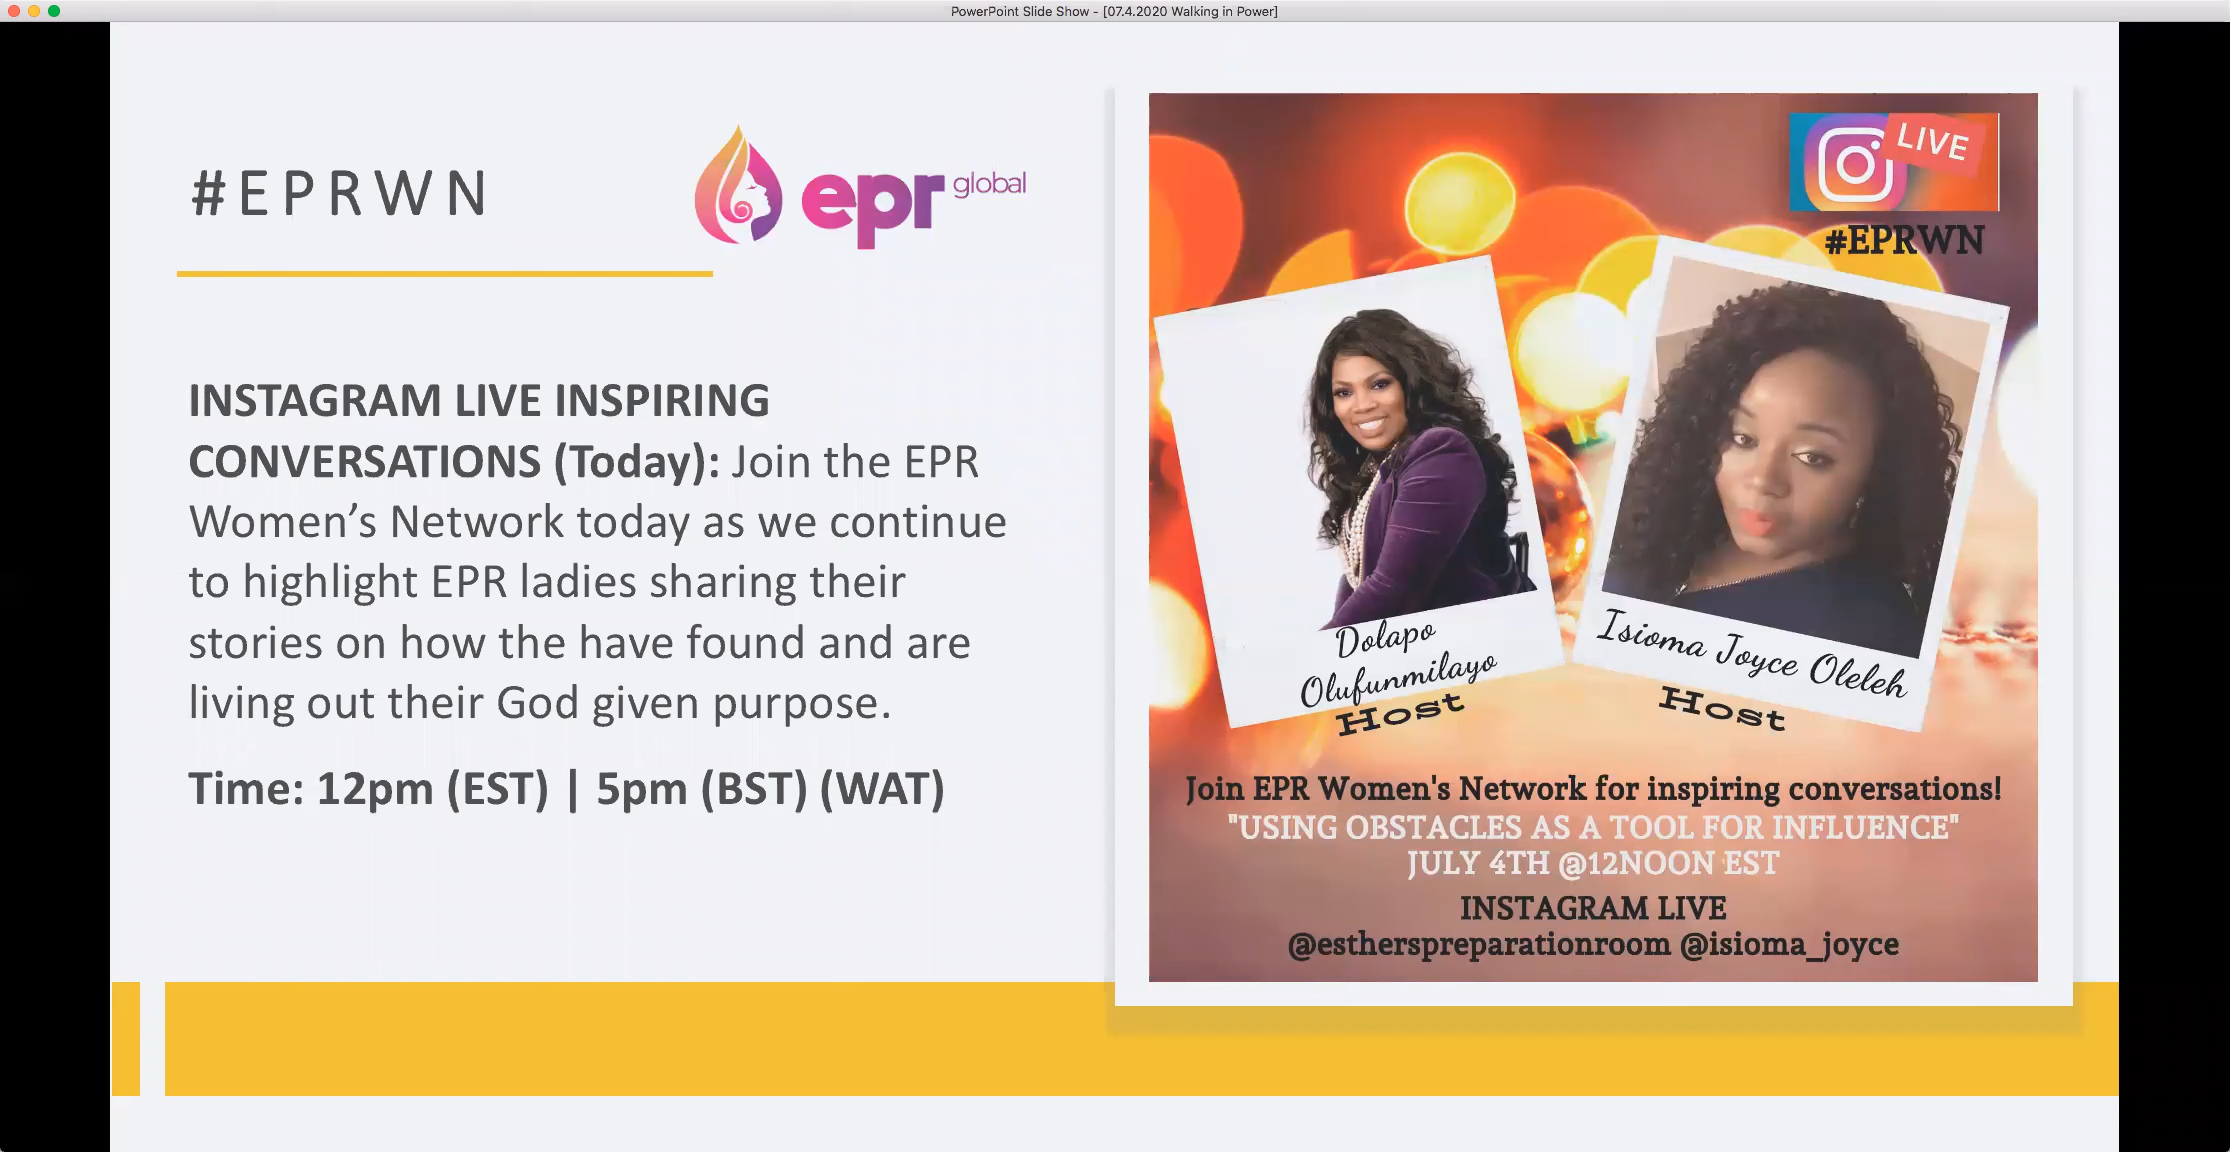 PowerPoint Slide Show - [07.4.2020 Walking in Power]
#EPRWN
epr global
INSTAGRAM LIVE INSPIRING
CONVERSATIONS (Today): Join the EPR
Women’s Network today as we continue
to highlight EPR ladies sharing their
stories on how the have found and are
living out their God given purpose.
Time: 12pm (EST) | 5pm (BST) (WAT)
LIVE
#EPRWN
Dolapo
Olufunmilayo
Host
Isioma Joyce Oleleh
Host
Join EPR Women's Network for inspiring conversations!
"USING OBSTACLES AS A TOOL FOR INFLUENCE"
JULY 4TH @12NOON EST
INSTAGRAM LIVE
@estherspreparationroom @isioma_joyce